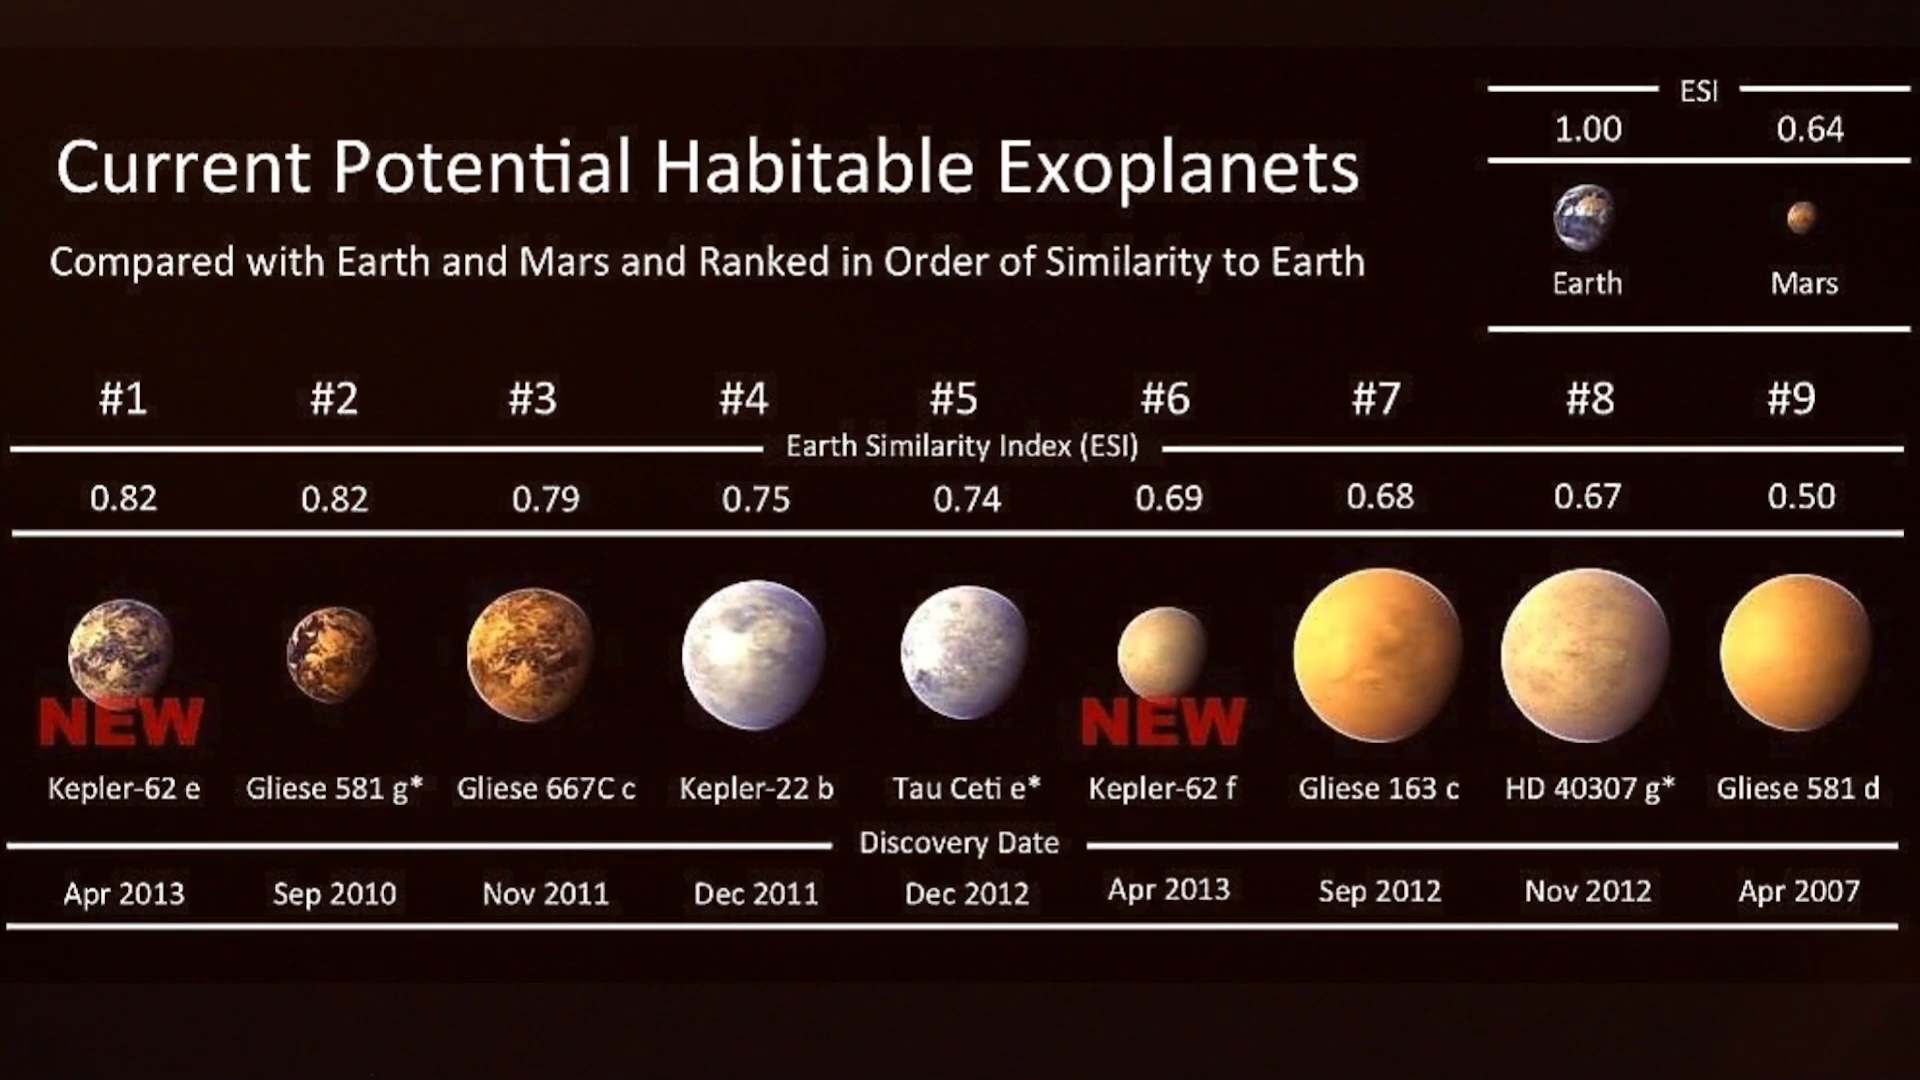 ESI
1.00 0.64
Current Potential Habitable Exoplanets
Compared with Earth and Mars and Ranked in Order of Similarity to Earth
Earth Mars
#1 #2 #3 #4 #5 #6 #7 #8 #9
Earth Similarity Index (ESI)
0.82 0.82 0.79 0.75 0.74 0.69 0.68 0.67 0.50
NEW NEW
Kepler-62 e Gliese 581 g* Gliese 667C c Kepler-22 b Tau Ceti e* Kepler-62 f Gliese 163 c HD 40307 g* Gliese 581 d
Discovery Date
Apr 2013 Sep 2010 Nov 2011 Dec 2011 Dec 2012 Apr 2013 Sep 2012 Nov 2012 Apr 2007